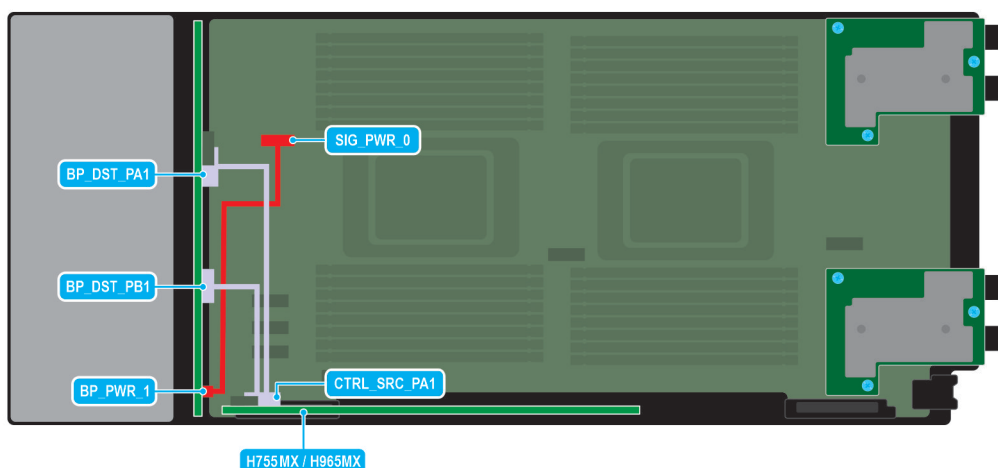 SIG_PWR_0
BP_DST_PA1
BP_DST_PB1
BP_PWR_1
CTRL_SRC_PA1
H755MX / H965MX